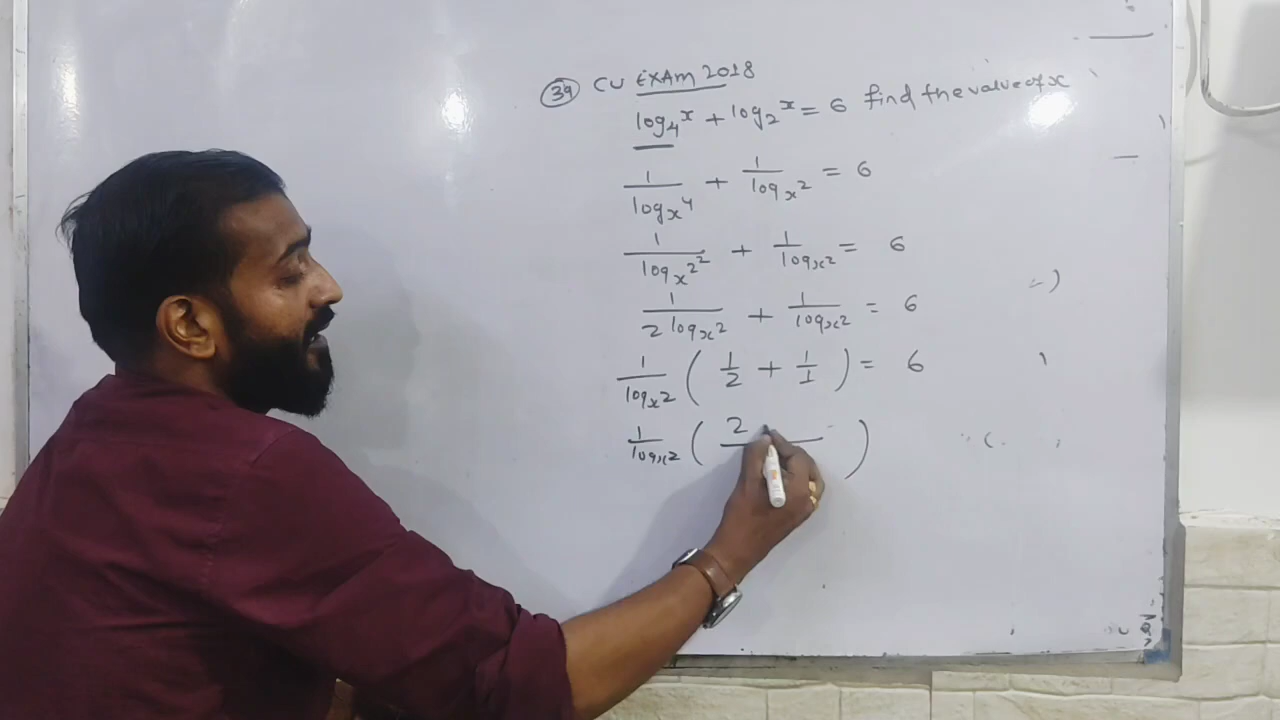 39 CU EXAM 2018
log₄ˣ + log₂ˣ = 6 find the value of x
1/logₓ4 + 1/logₓ2 = 6
1/logₓ2² + 1/logₓ2 = 6
1/2logₓ2 + 1/logₓ2 = 6
1/logₓ2 ( 1/2 + 1/1 ) = 6
1/logₓ2 ( 2 )